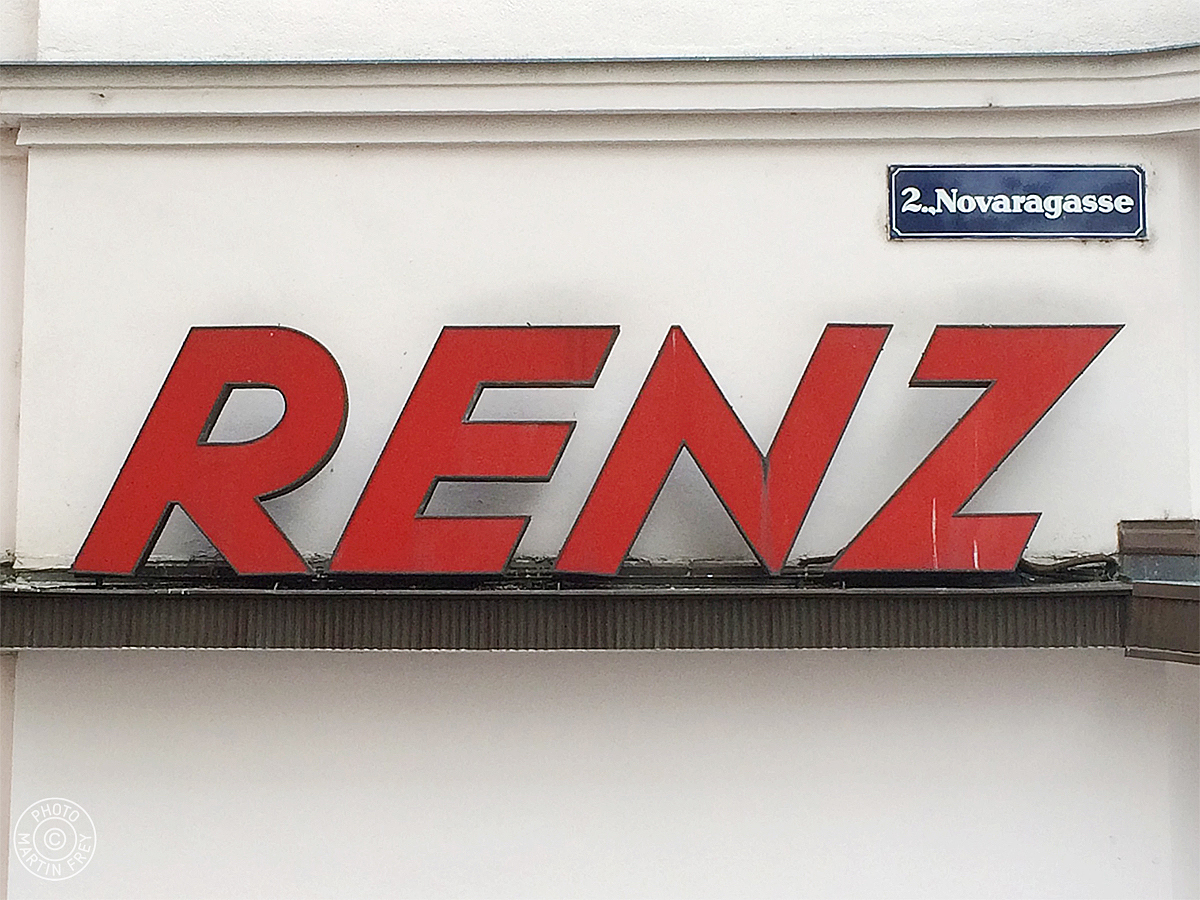 2., Novaragasse
RENZ
PHOTO
©
MARTIN FREY